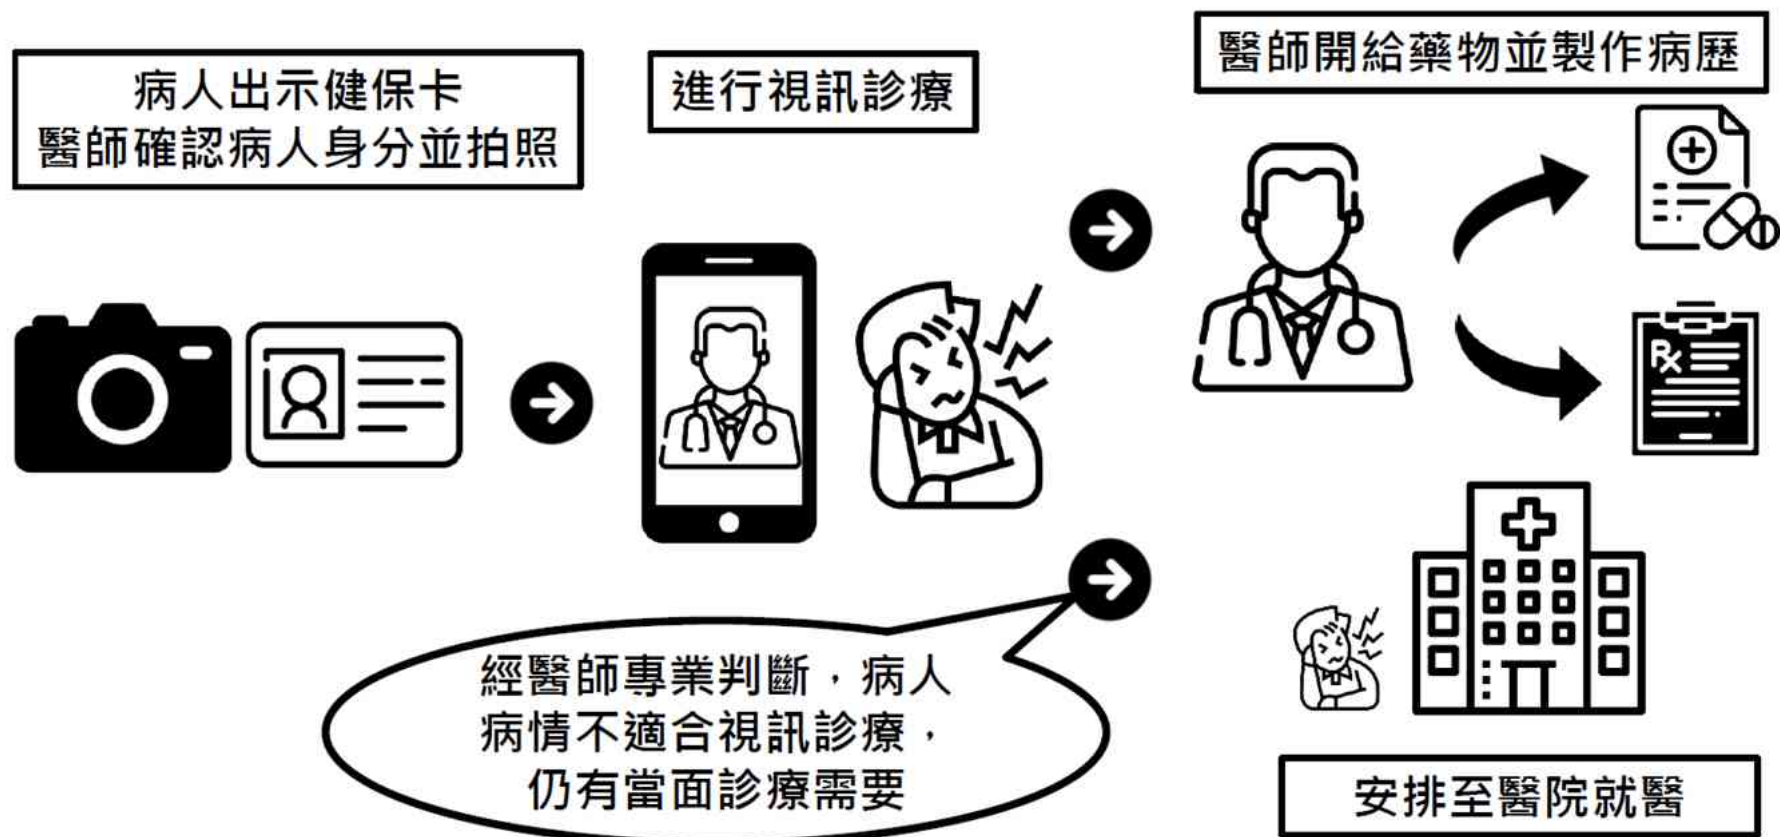 病人出示健保卡
醫師確認病人身分並拍照
進行視訊診療
醫師開給藥物並製作病歷
Rx
經醫師專業判斷，病人
病情不適合視訊診療，
仍有當面診療需要
安排至醫院就醫